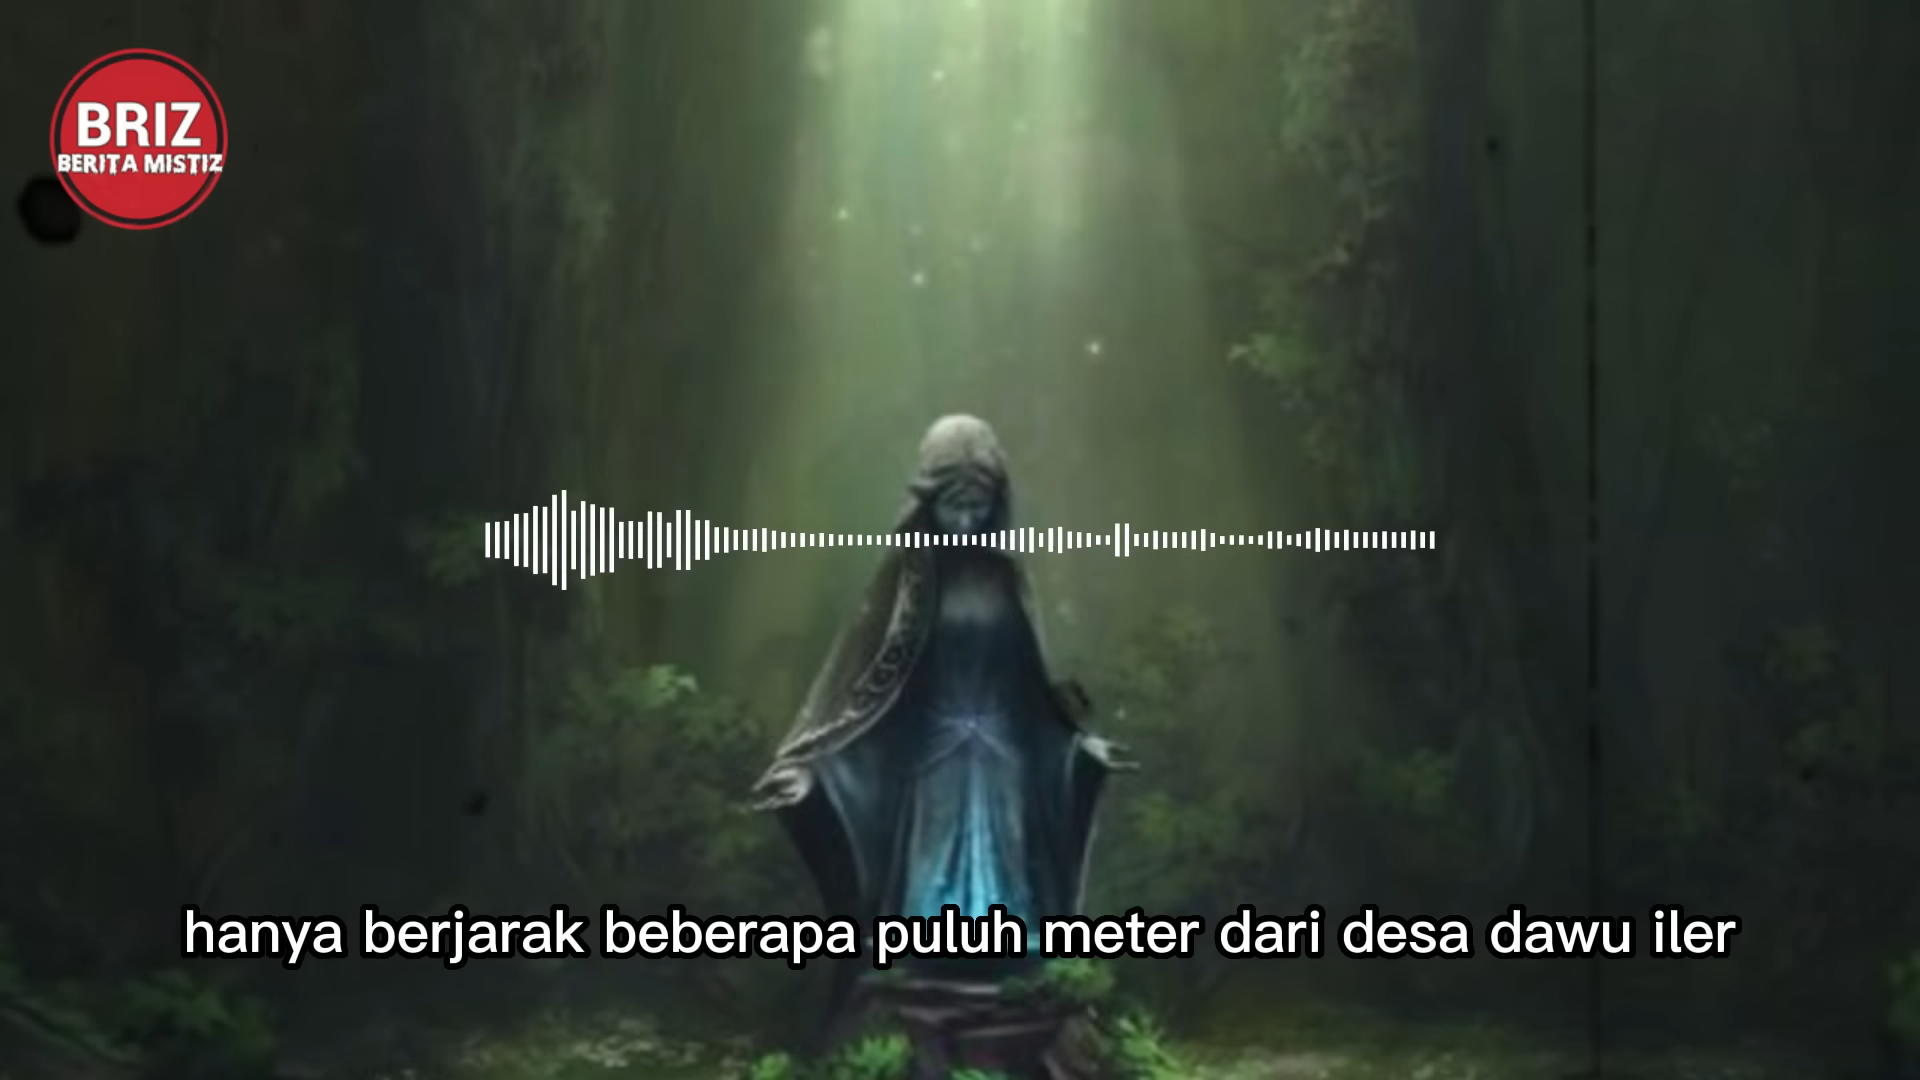 BRIZ
BERITA MISTIZ
hanya berjarak beberapa puluh meter dari desa dawu iler